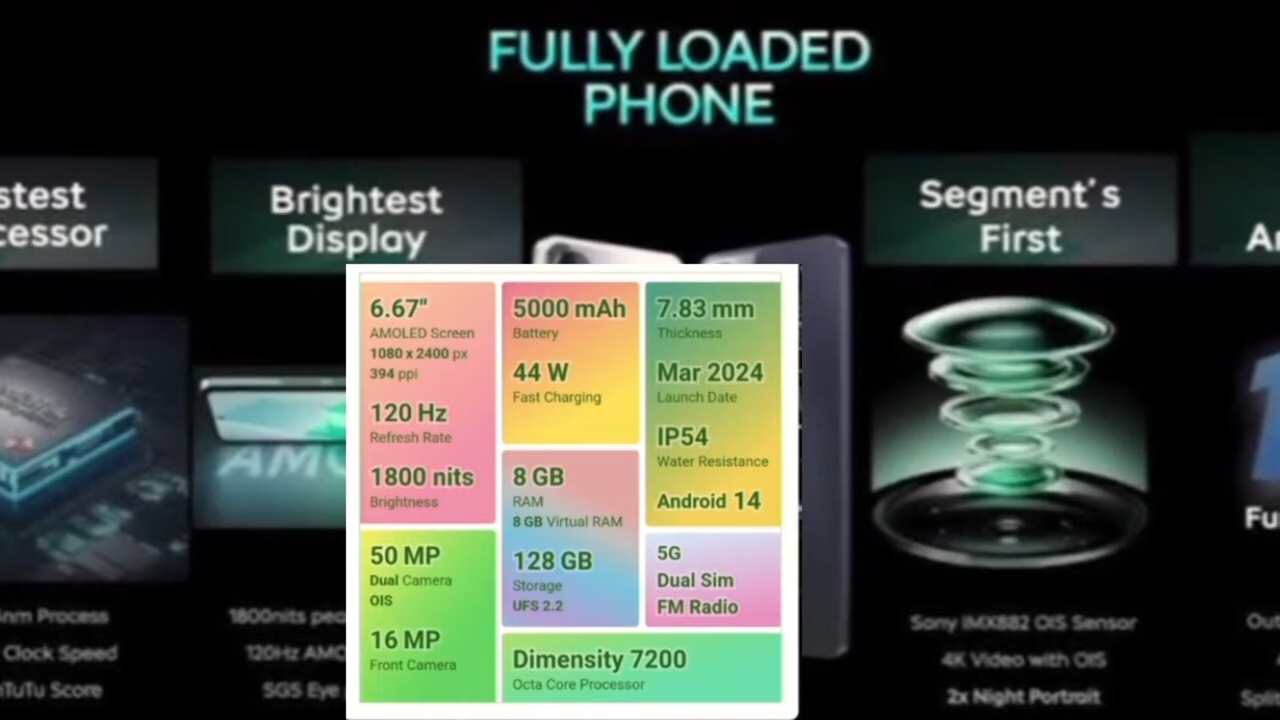 FULLY LOADED
PHONE
stest
cessor
nm Process
Clock Speed
nTuTu Score
Brightest
Display
AMO
1800nits pea
120Hz AMO
SGS Eye
Segment's
First
Sony IMX882 OIS Sensor
4K Video with OIS
2x Night Portrait
Fu
Ou
Spli
6.67"
AMOLED Screen
1080 x 2400 px
394 ppi
120 Hz
Refresh Rate
1800 nits
Brightness
50 MP
Dual Camera
OIS
16 MP
Front Camera
5000 mAh
Battery
44 W
Fast Charging
8 GB
RAM
8 GB Virtual RAM
128 GB
Storage
UFS 2.2
7.83 mm
Thickness
Mar 2024
Launch Date
IP54
Water Resistance
Android 14
5G
Dual Sim
FM Radio
Dimensity 7200
Octa Core Processor